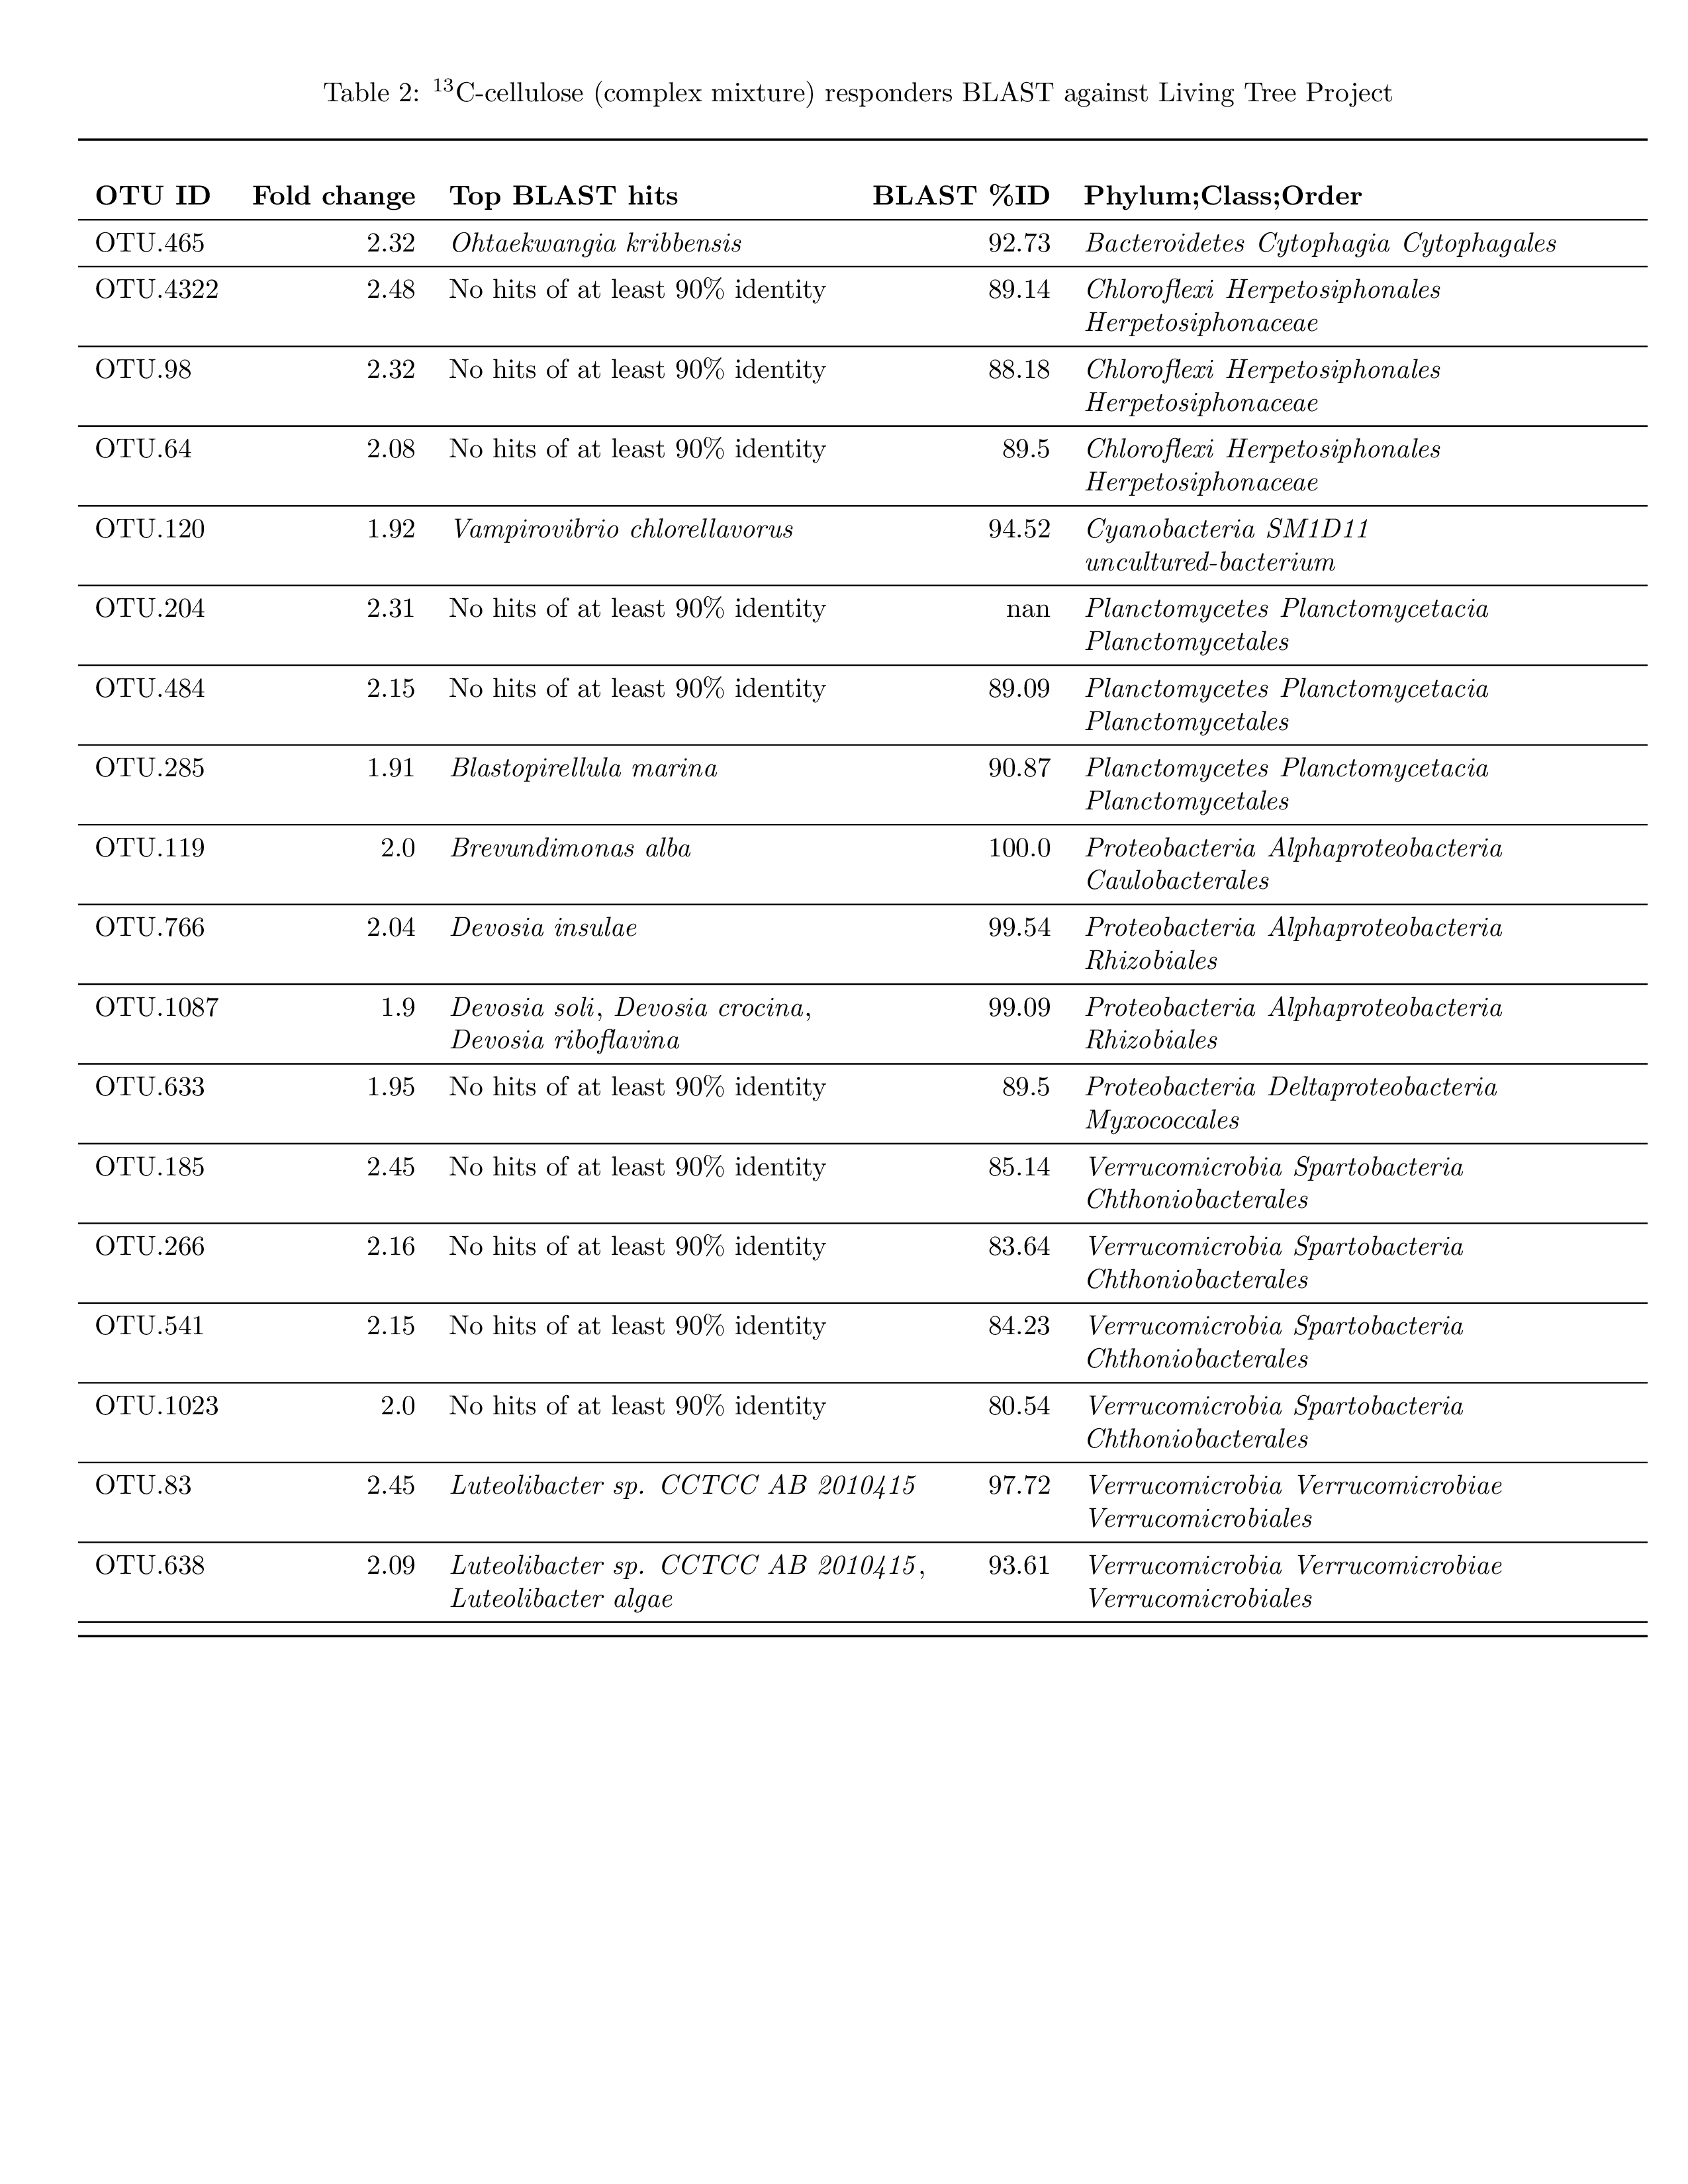 Table 2: ¹³C-cellulose (complex mixture) responders BLAST against Living Tree Project
OTU ID Fold change Top BLAST hits BLAST %ID Phylum;Class;Order
OTU.465 2.32 Ohtaekwangia kribbensis 92.73 Bacteroidetes Cytophagia Cytophagales
OTU.4322 2.48 No hits of at least 90% identity 89.14 Chloroflexi Herpetosiphonales
Herpetosiphonaceae
OTU.98 2.32 No hits of at least 90% identity 88.18 Chloroflexi Herpetosiphonales
Herpetosiphonaceae
OTU.64 2.08 No hits of at least 90% identity 89.5 Chloroflexi Herpetosiphonales
Herpetosiphonaceae
OTU.120 1.92 Vampirovibrio chlorellavorus 94.52 Cyanobacteria SM1D11
uncultured-bacterium
OTU.204 2.31 No hits of at least 90% identity nan Planctomycetes Planctomycetacia
Planctomycetales
OTU.484 2.15 No hits of at least 90% identity 89.09 Planctomycetes Planctomycetacia
Planctomycetales
OTU.285 1.91 Blastopirellula marina 90.87 Planctomycetes Planctomycetacia
Planctomycetales
OTU.119 2.0 Brevundimonas alba 100.0 Proteobacteria Alphaproteobacteria
Caulobacterales
OTU.766 2.04 Devosia insulae 99.54 Proteobacteria Alphaproteobacteria
Rhizobiales
OTU.1087 1.9 Devosia soli, Devosia crocina, 99.09 Proteobacteria Alphaproteobacteria
Devosia riboflavina Rhizobiales
OTU.633 1.95 No hits of at least 90% identity 89.5 Proteobacteria Deltaproteobacteria
Myxococcales
OTU.185 2.45 No hits of at least 90% identity 85.14 Verrucomicrobia Spartobacteria
Chthoniobacterales
OTU.266 2.16 No hits of at least 90% identity 83.64 Verrucomicrobia Spartobacteria
Chthoniobacterales
OTU.541 2.15 No hits of at least 90% identity 84.23 Verrucomicrobia Spartobacteria
Chthoniobacterales
OTU.1023 2.0 No hits of at least 90% identity 80.54 Verrucomicrobia Spartobacteria
Chthoniobacterales
OTU.83 2.45 Luteolibacter sp. CCTCC AB 2010415 97.72 Verrucomicrobia Verrucomicrobiae
Verrucomicrobiales
OTU.638 2.09 Luteolibacter sp. CCTCC AB 2010415, 93.61 Verrucomicrobia Verrucomicrobiae
Luteolibacter algae Verrucomicrobiales